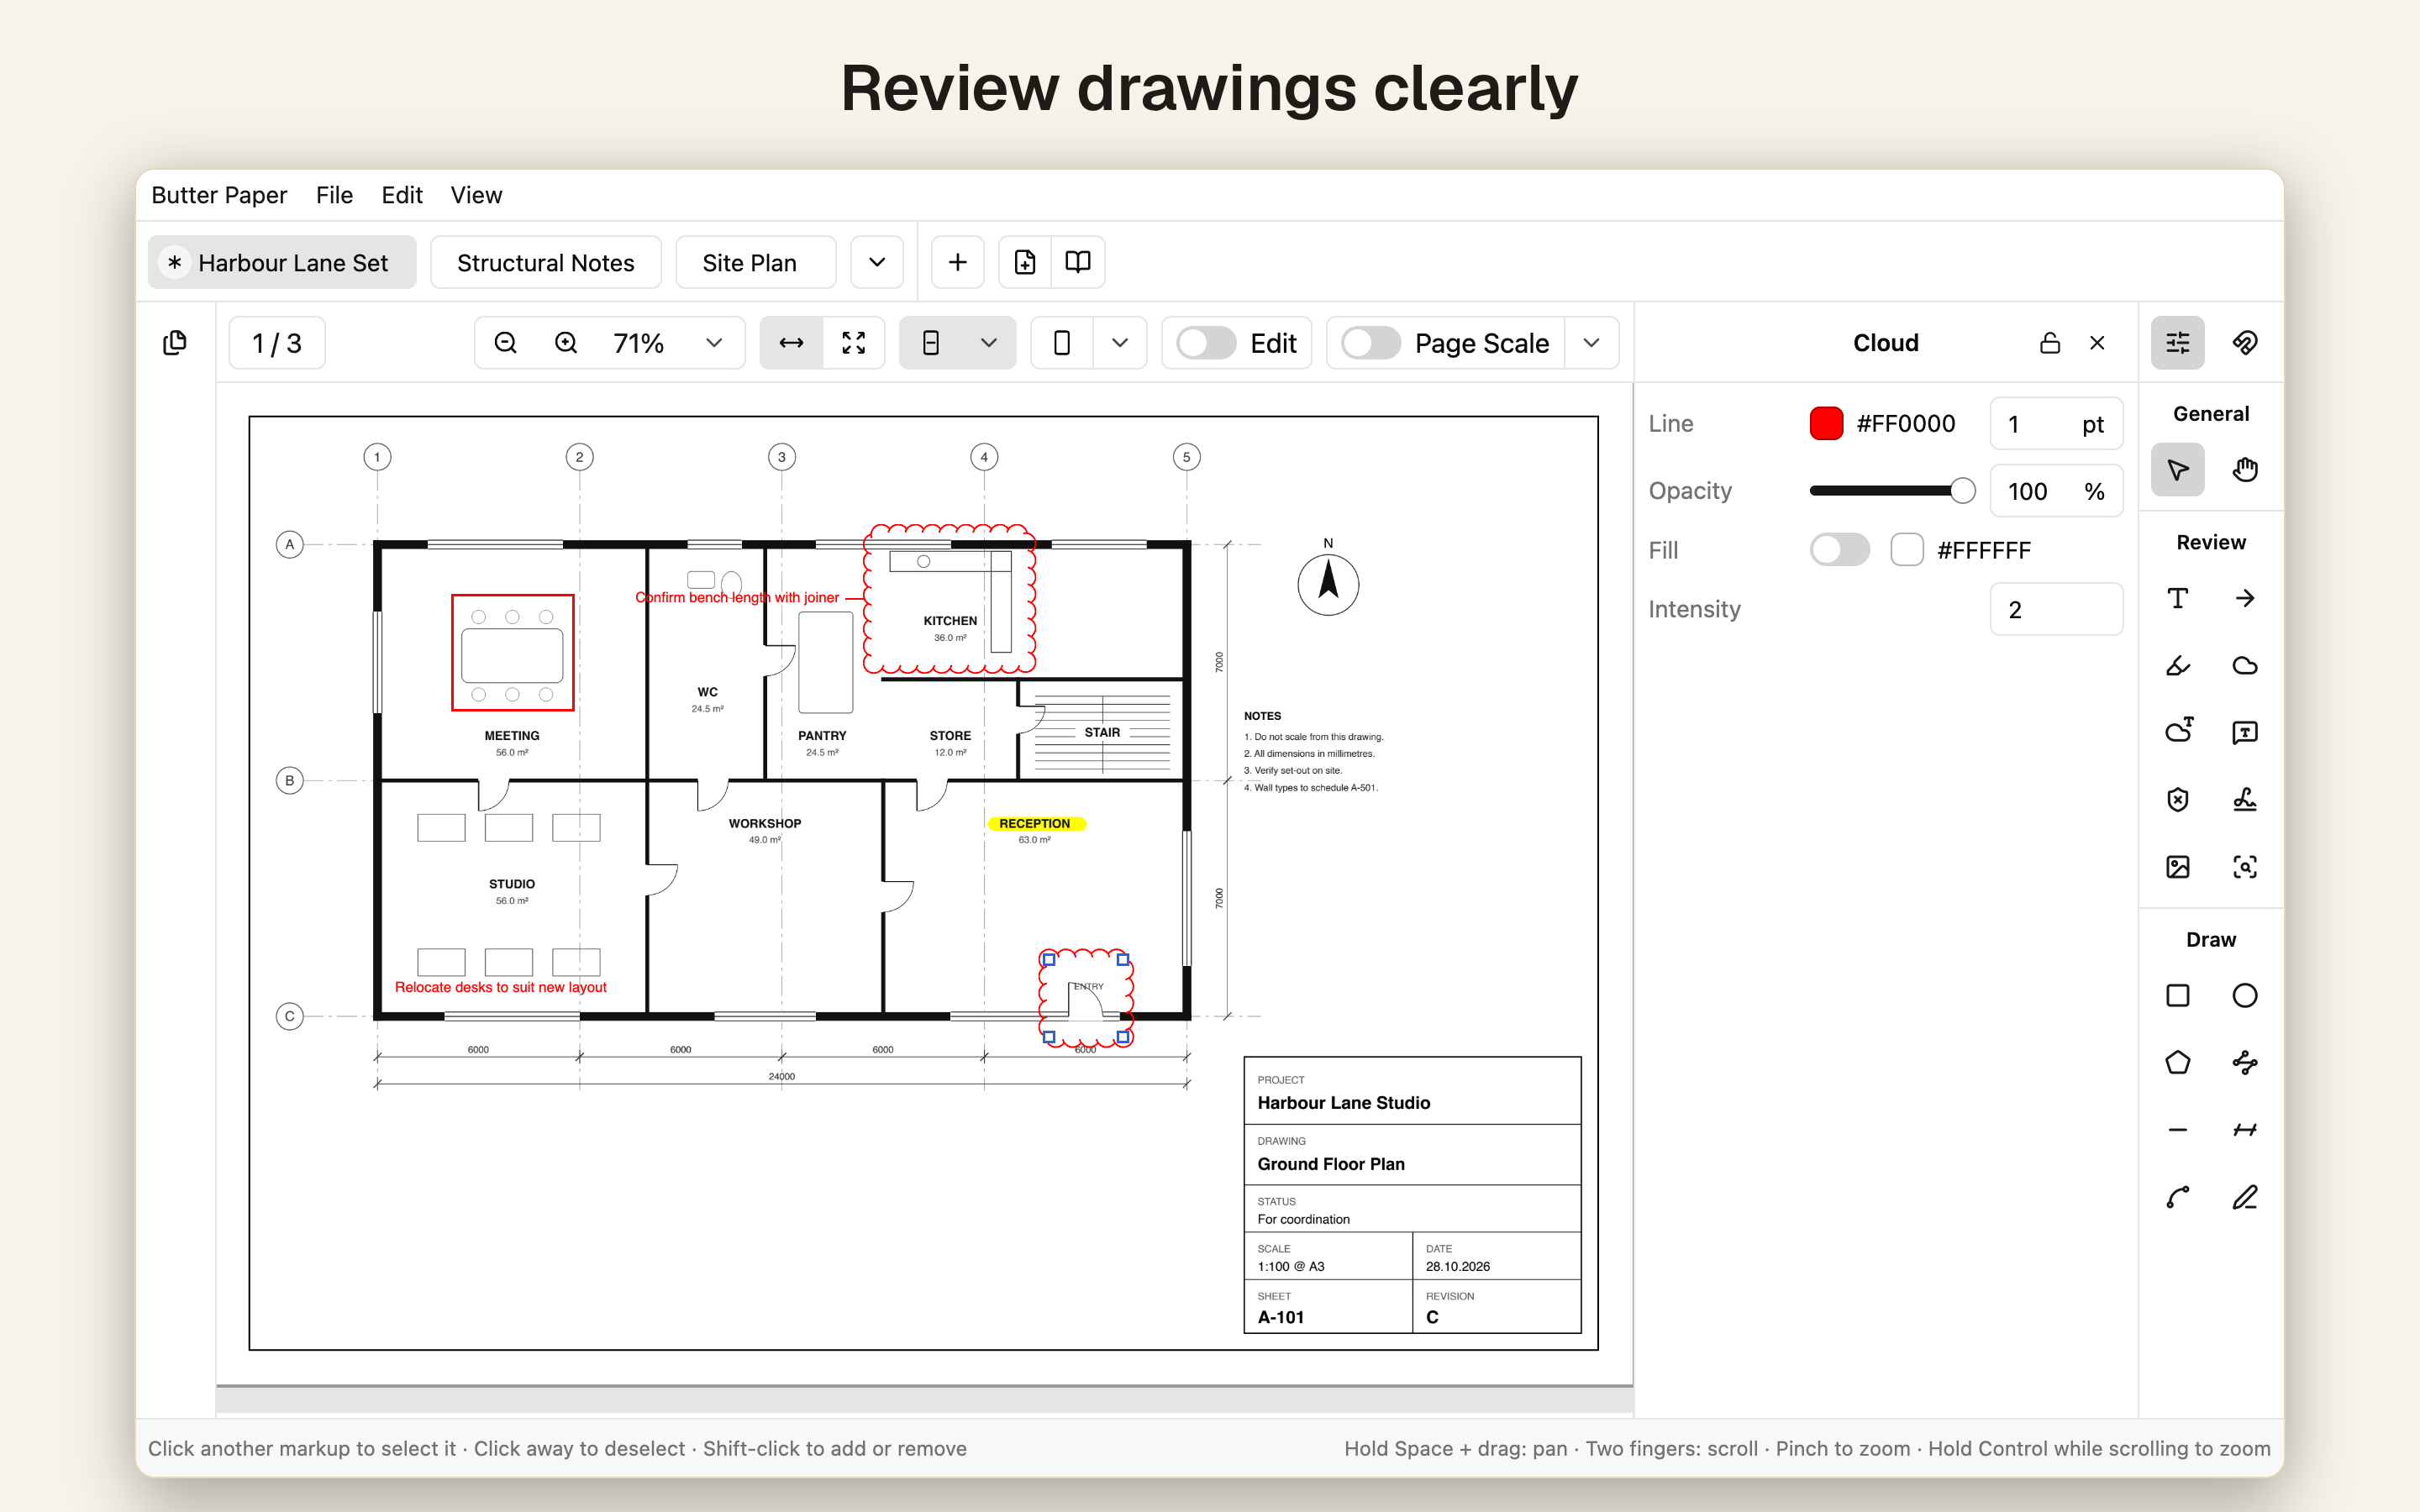 Review drawings clearly
Butter Paper File Edit View
Harbour Lane Set Structural Notes Site Plan
1 / 3 71% Edit Page Scale
Cloud
Line #FF0000 1 pt
Opacity 100 %
Fill #FFFFFF
Intensity 2
General
Review
Draw
1 2 3 4 5
A
B
C
N
Confirm bench length with joiner
KITCHEN
36.0 m²
WC
24.5 m²
MEETING
56.0 m²
PANTRY
24.5 m²
STORE
12.0 m²
STAIR
7000
NOTES
1. Do not scale from this drawing.
2. All dimensions in millimetres.
3. Verify set-out on site.
4. Wall types to schedule A-501.
WORKSHOP
49.0 m²
RECEPTION
63.0 m²
STUDIO
56.0 m²
7000
Relocate desks to suit new layout
ENTRY
6000 6000 6000 6000
24000
PROJECT
Harbour Lane Studio
DRAWING
Ground Floor Plan
STATUS
For coordination
SCALE
1:100 @ A3
DATE
28.10.2026
SHEET
A-101
REVISION
C
Click another markup to select it · Click away to deselect · Shift-click to add or remove
Hold Space + drag: pan · Two fingers: scroll · Pinch to zoom · Hold Control while scrolling to zoom